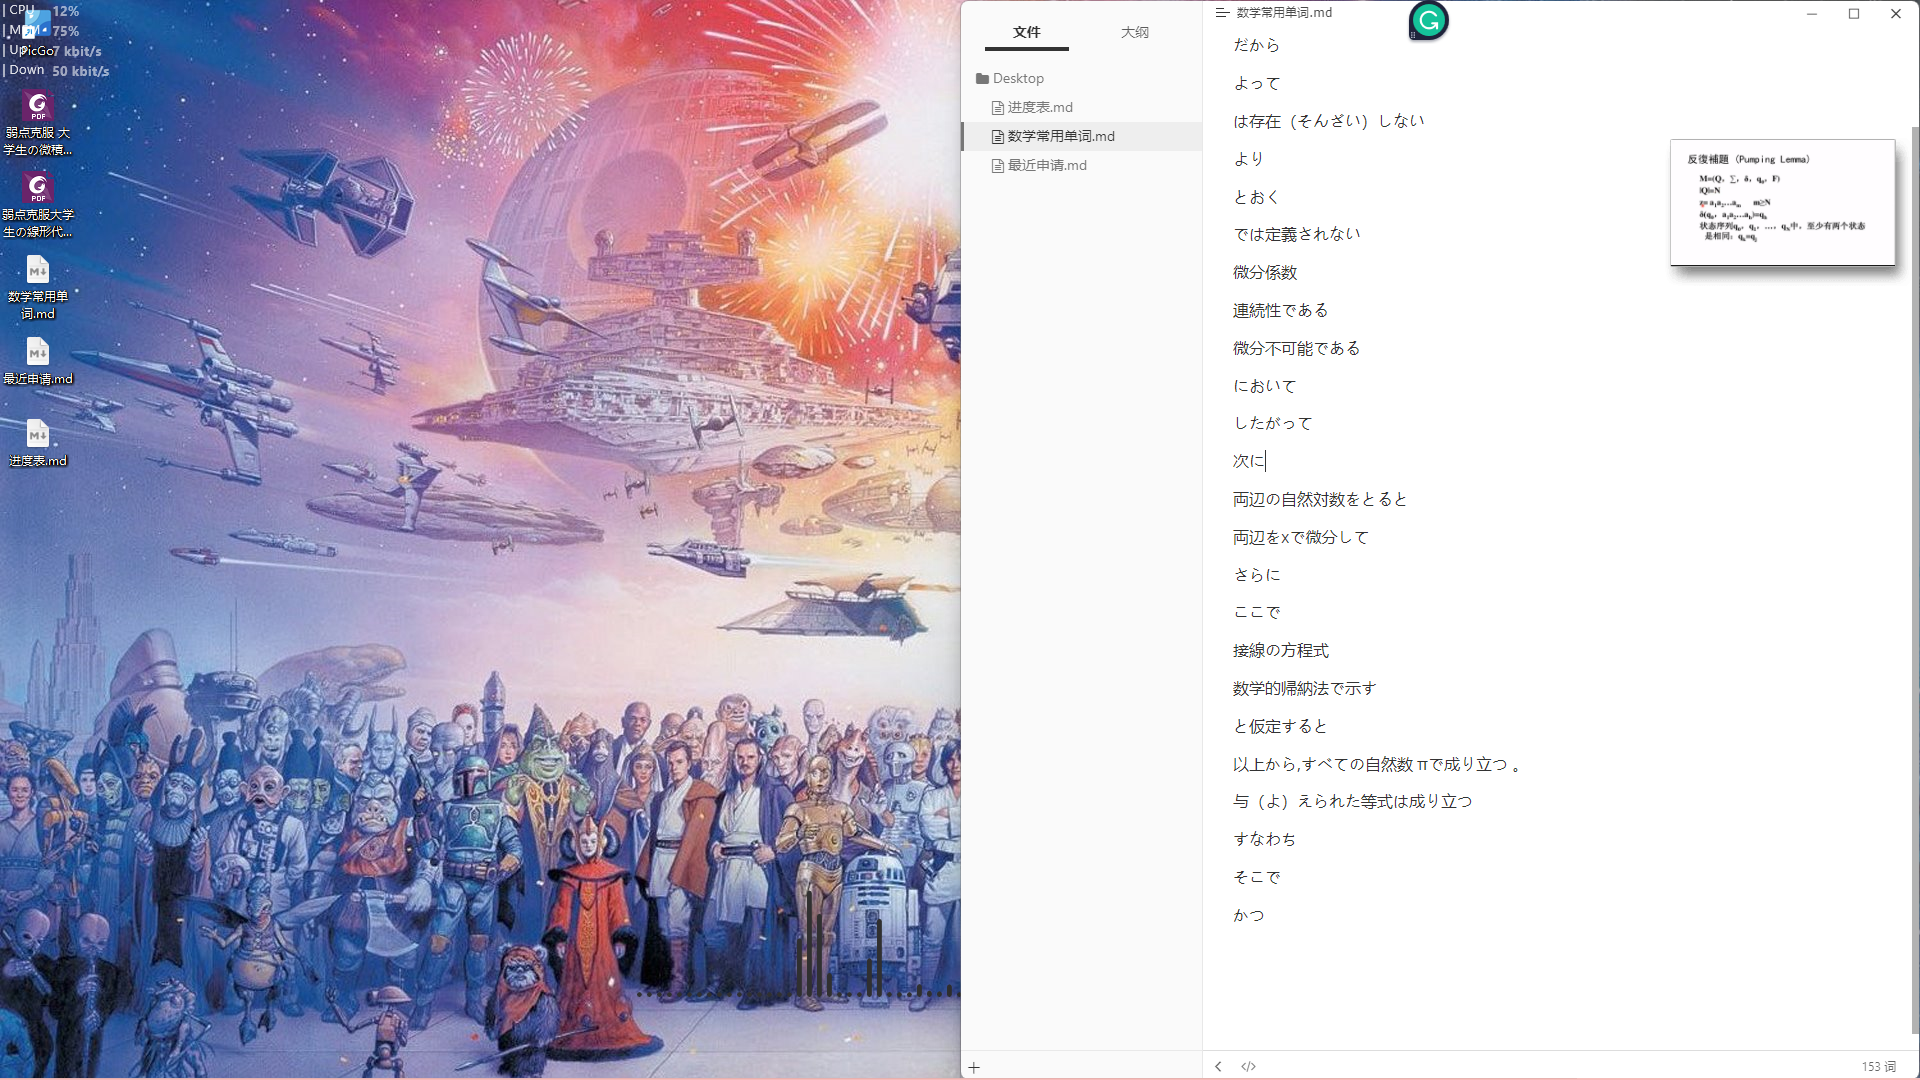 | CPU 12%
| MEM 75%
| Up 7 kbit/s
| Down 50 kbit/s
PicGo
PDF
弱点克服 大
学生の微積...
PDF
弱点克服大学
生の線形代...
数学常用单
词.md
最近申请.md
进度表.md
文件
大纲
Desktop
进度表.md
数学常用单词.md
最近申请.md
数学常用单词.md
だから
よって
は存在（そんざい）しない
より
とおく
では定義されない
微分係数
連続性である
微分不可能である
において
したがって
次に
両辺の自然対数をとると
両辺をxで微分して
さらに
ここで
接線の方程式
数学的帰納法で示す
と仮定すると
以上から,すべての自然数 πで成り立つ 。
与（よ）えられた等式は成り立つ
すなわち
そこで
かつ
反復補題（Pumping Lemma）
M=(Q, ∑, δ, q₀, F)
|Q|=N
z= a₁a₂…aₘ m≥N
状态序列q₀, q₁, …, qₙ中，至少有两个状态
是相同：
153 词